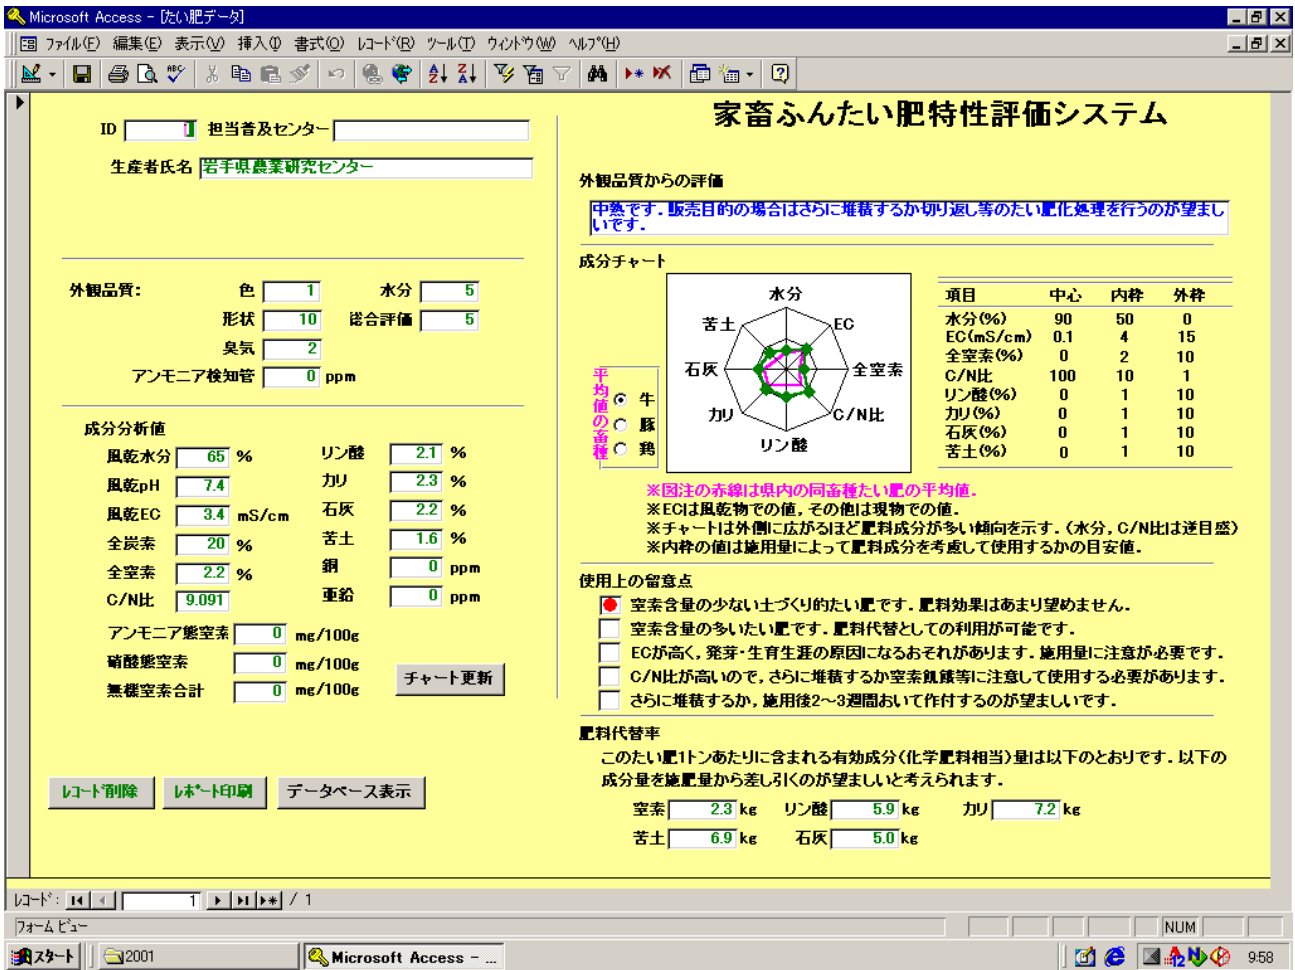 Microsoft Access - [たい肥データ]
ファイル(F) 編集(E) 表示(V) 挿入(I) 書式(O) レコード(R) ツール(T) ウィンドウ(W) ヘルプ(H)
家畜ふんたい肥特性評価システム
ID 1 担当普及センター
生産者氏名 岩手県農業研究センター
外観品質からの評価
中熟です．販売目的の場合はさらに堆積するか切り返し等のたい肥化処理を行うのが望まし
いです．
外観品質： 色 1 水分 5
形状 10 総合評価 5
臭気 2
アンモニア検知管 0 ppm
成分分析値
風乾水分 65 % リン酸 2.1 %
風乾pH 7.4 カリ 2.3 %
風乾EC 3.4 mS/cm 石灰 2.2 %
全炭素 20 % 苦土 1.6 %
全窒素 2.2 % 銅 0 ppm
C/N比 9.091 亜鉛 0 ppm
アンモニア態窒素 0 mg/100g
硝酸態窒素 0 mg/100g
無機窒素合計 0 mg/100g
チャート更新
レコード削除 レポート印刷 データベース表示
成分チャート
水分
EC
全窒素
C/N比
リン酸
カリ
石灰
苦土
平均値の畜種
牛
豚
鶏
項目 中心 内枠 外枠
水分(%) 90 50 0
EC(mS/cm) 0.1 4 15
全窒素(%) 0 2 10
C/N比 100 10 1
リン酸(%) 0 1 10
カリ(%) 0 1 10
石灰(%) 0 1 10
苦土(%) 0 1 10
※図注の赤線は県内の同畜種たい肥の平均値．
※ECは風乾物での値，その他は現物での値．
※チャートは外側に広がるほど肥料成分が多い傾向を示す．（水分，C/N比は逆目盛）
※内枠の値は施用量によって肥料成分を考慮して使用するかの目安値．
使用上の留意点
窒素含量の少ない土づくり的たい肥です．肥料効果はあまり望めません．
窒素含量の多いたい肥です．肥料代替としての利用が可能です．
ECが高く，発芽・生育生涯の原因になるおそれがあります．施用量に注意が必要です．
C/N比が高いので，さらに堆積するか窒素飢餓等に注意して使用する必要があります．
さらに堆積するか，施用後2～3週間おいて作付するのが望ましいです．
肥料代替率
このたい肥1トンあたりに含まれる有効成分（化学肥料相当）量は以下のとおりです．以下の
成分量を施肥量から差し引くのが望ましいと考えられます．
窒素 2.3 kg リン酸 5.9 kg カリ 7.2 kg
苦土 6.9 kg 石灰 5.0 kg
レコード: 1 / 1
フォーム ビュー NUM
スタート 2001 Microsoft Access - ... 9:58